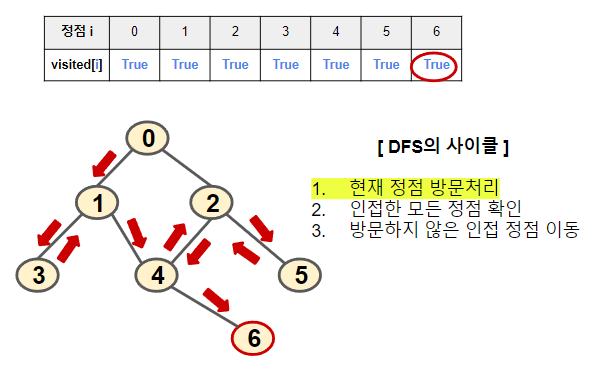 정점 i 0 1 2 3 4 5 6
visited[i] True True True True True True True
0
[ DFS의 사이클 ]
1. 현재 정점 방문처리
1 2
2. 인접한 모든 정점 확인
3. 방문하지 않은 인접 정점 이동
3 4 5
6